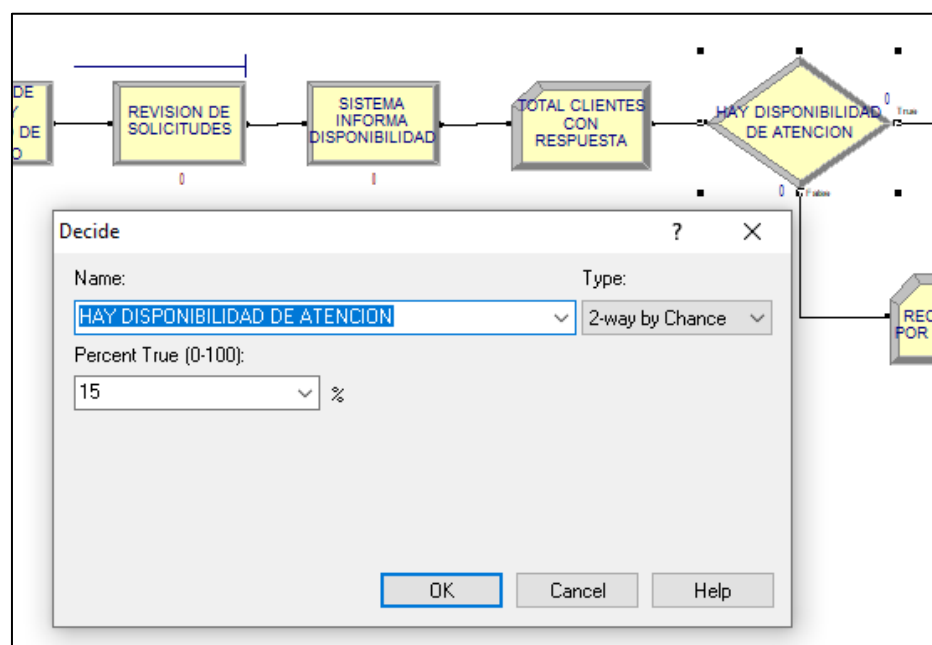 DE
Y
DE
O
REVISION DE
SOLICITUDES
0
SISTEMA
INFORMA
DISPONIBILIDAD
0
TOTAL CLIENTES
CON
RESPUESTA
HAY DISPONIBILIDAD
DE ATENCION
0
True
0
False
REC
POR
Decide
?
Name:
Type:
HAY DISPONIBILIDAD DE ATENCION
2-way by Chance
Percent True (0-100):
15
%
OK
Cancel
Help